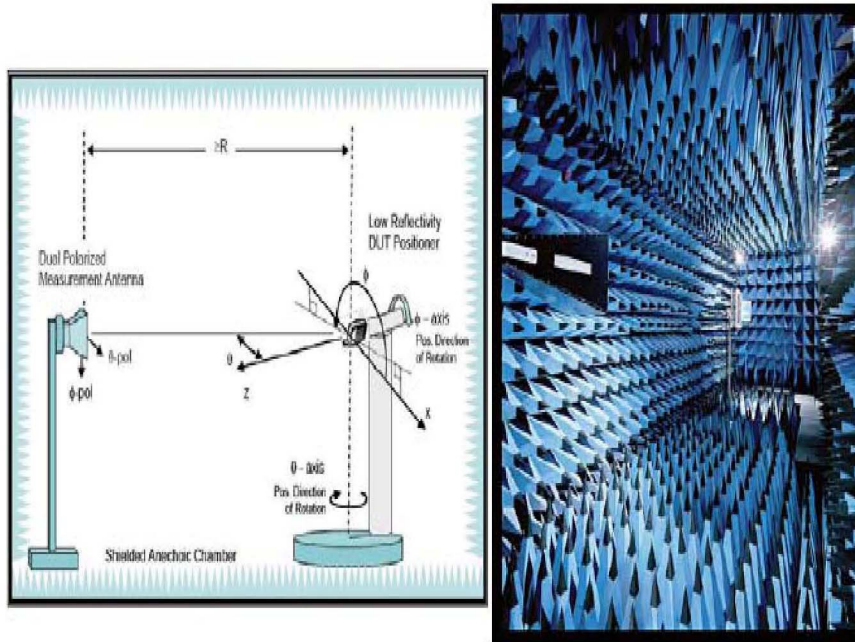 ≥R
Low Reflectivity
DUT Positioner
Dual Polarized
Measurement Antenna
ϕ
ϕ - axis
Pos. Direction
of Rotation
θ-pol
ϕ-pol
θ
Z
X
θ - axis
Pos. Direction
of Rotation
Shielded Anechoic Chamber